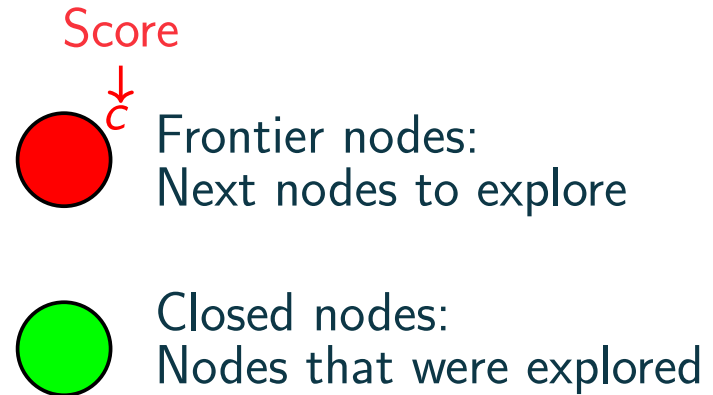 Score
↓
c
Frontier nodes:
Next nodes to explore
Closed nodes:
Nodes that were explored